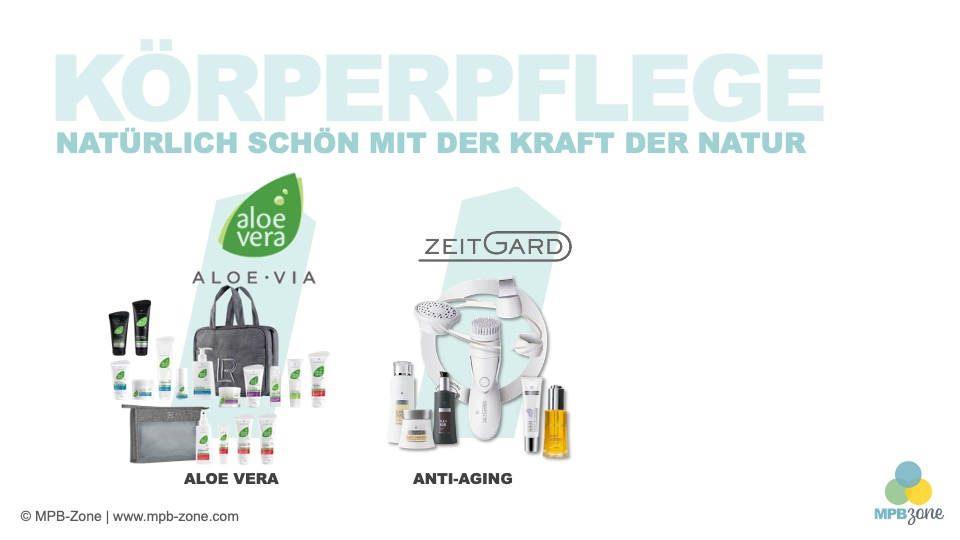 KÖRPERPFLEGE
NATÜRLICH SCHÖN MIT DER KRAFT DER NATUR
aloe
vera
ALOE•VIA
ZEITGARD
LR
ALOE VERA
ANTI-AGING
© MPB-Zone | www.mpb-zone.com
MPBzone